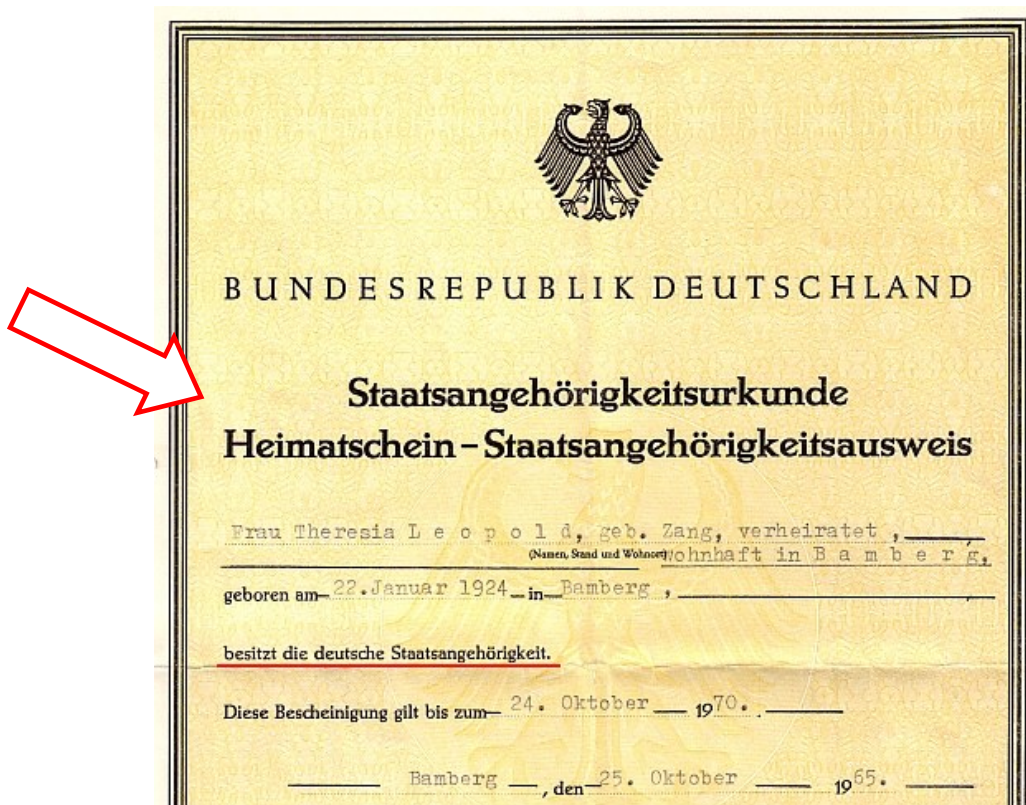 BUNDESREPUBLIK DEUTSCHLAND
Staatsangehörigkeitsurkunde
Heimatschein – Staatsangehörigkeitsausweis
Frau Theresia L e o p o l d, geb. Zang, verheiratet ,
(Namen, Stand und Wohnort) wohnhaft in B a m b e r g,
geboren am 22.Januar 1924 in Bamberg ,
besitzt die deutsche Staatsangehörigkeit.
Diese Bescheinigung gilt bis zum 24. Oktober 1970.
Bamberg , den 25. Oktober 1965.